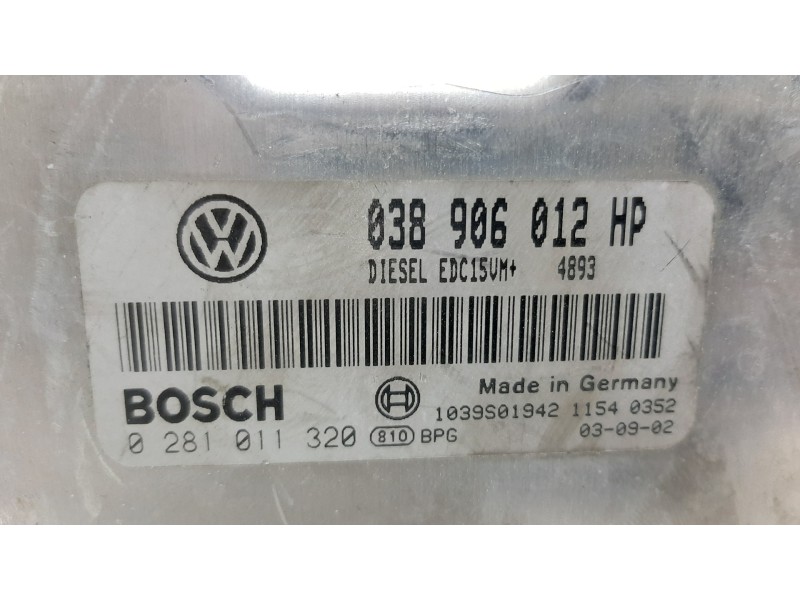 VW
038 906 012 HP
DIESEL EDC15VM+ 4893
BOSCH
Made in Germany
1039S01942 1154 0352
0 281 011 320 810 BPG
03-09-02